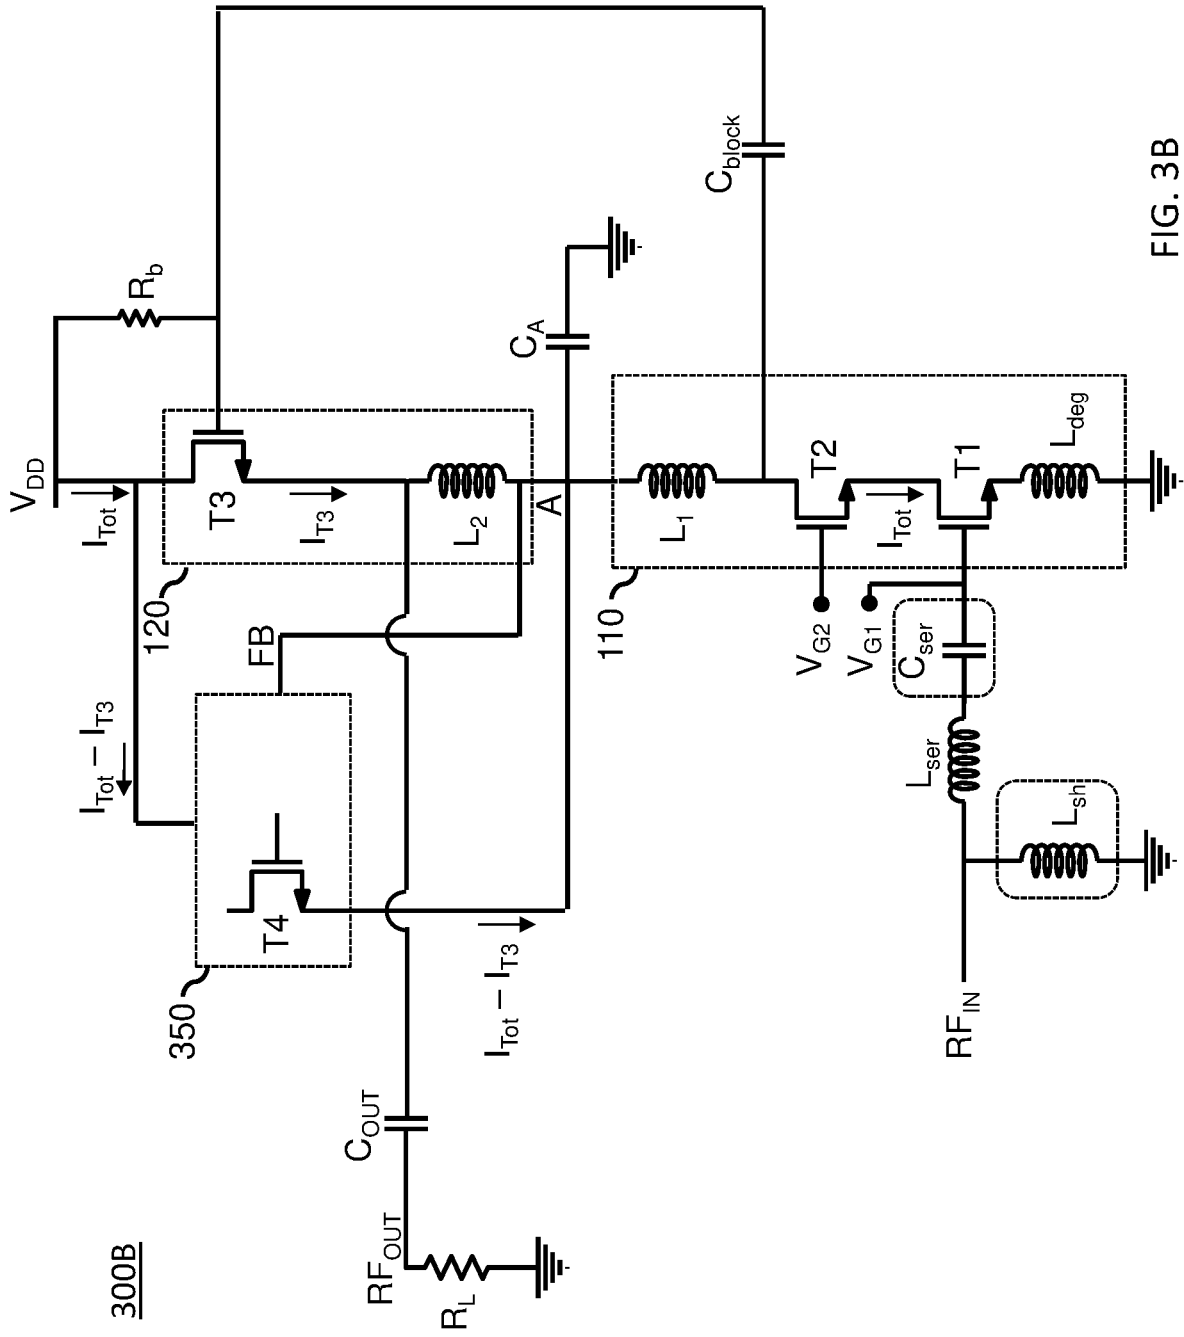 300B
V_DD
I_Tot
R_b
I_Tot – I_T3
120
T3
I_T3
350
T4
FB
L_2
A
C_A
I_Tot – I_T3
C_OUT
RF_OUT
R_L
110
L_1
C_block
V_G2
T2
I_Tot
V_G1
T1
C_ser
L_deg
L_ser
L_sh
RF_IN
FIG. 3B